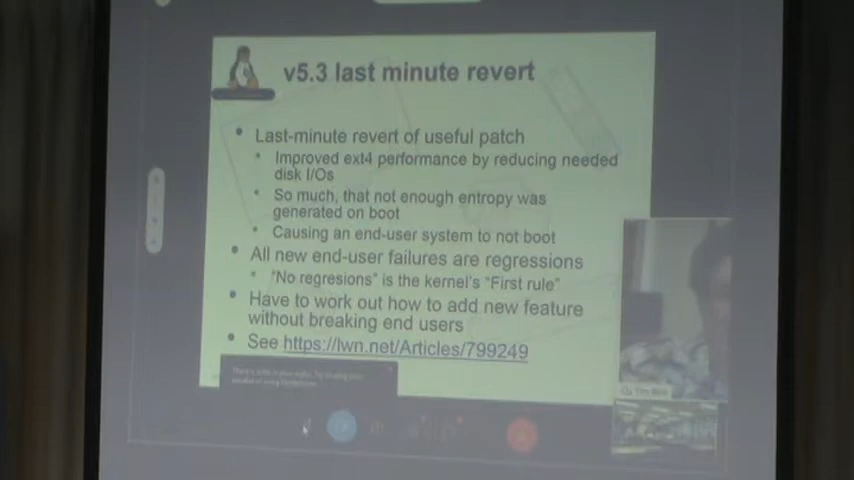 v5.3 last minute revert
• Last-minute revert of useful patch
• Improved ext4 performance by reducing needed
disk I/Os
• So much, that not enough entropy was
generated on boot
• Causing an end-user system to not boot
• All new end-user failures are regressions
• "No regresions" is the kernel's "First rule"
• Have to work out how to add new feature
without breaking end users
• See https://lwn.net/Articles/799249